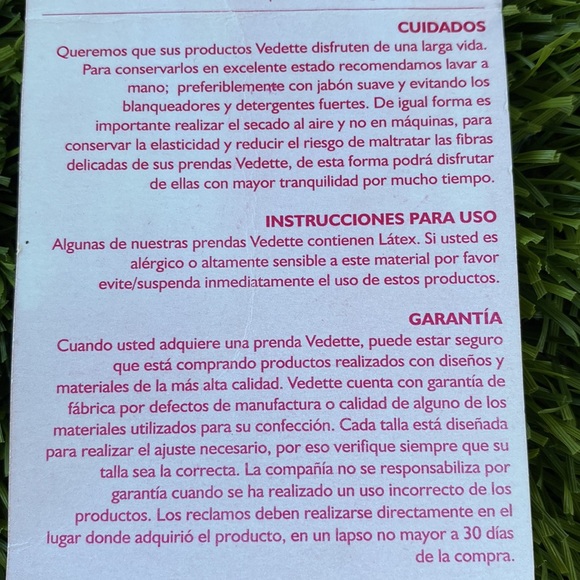 CUIDADOS
Queremos que sus productos Vedette disfruten de una larga vida.
Para conservarlos en excelente estado recomendamos lavar a
mano; preferiblemente con jabón suave y evitando los
blanqueadores y detergentes fuertes. De igual forma es
importante realizar el secado al aire y no en máquinas, para
conservar la elasticidad y reducir el riesgo de maltratar las fibras
delicadas de sus prendas Vedette, de esta forma podrá disfrutar
de ellas con mayor tranquilidad por mucho tiempo.
INSTRUCCIONES PARA USO
Algunas de nuestras prendas Vedette contienen Látex. Si usted es
alérgico o altamente sensible a este material por favor
evite/suspenda inmediatamente el uso de estos productos.
GARANTÍA
Cuando usted adquiere una prenda Vedette, puede estar seguro
que está comprando productos realizados con diseños y
materiales de la más alta calidad. Vedette cuenta con garantía de
fábrica por defectos de manufactura o calidad de alguno de los
materiales utilizados para su confección. Cada talla está diseñada
para realizar el ajuste necesario, por eso verifique siempre que su
talla sea la correcta. La compañía no se responsabiliza por
garantía cuando se ha realizado un uso incorrecto de los
productos. Los reclamos deben realizarse directamente en el
lugar donde adquirió el producto, en un lapso no mayor a 30 días
de la compra.